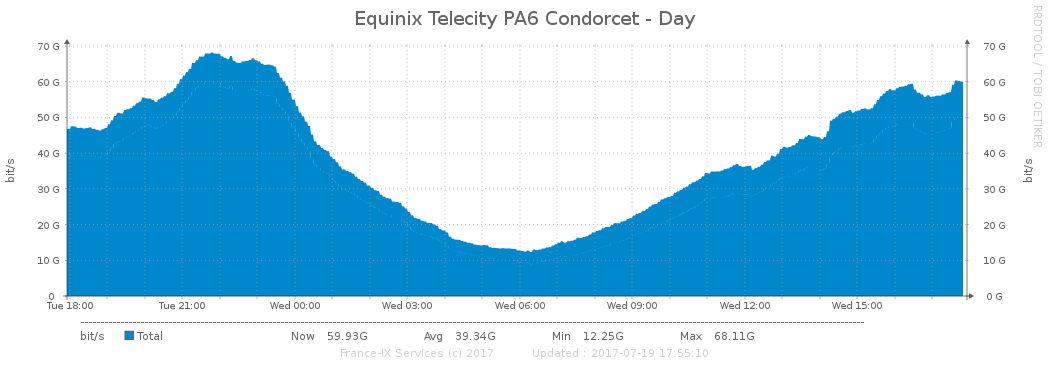 Equinix Telecity PA6 Condorcet - Day
RRDTOOL / TOBI OETIKER
70 G 70 G
60 G 60 G
50 G 50 G
40 G 40 G
30 G 30 G
20 G 20 G
10 G 10 G
0 0 G
bit/s
bit/s
Tue 18:00 Tue 21:00 Wed 00:00 Wed 03:00 Wed 06:00 Wed 09:00 Wed 12:00 Wed 15:00
bit/s Total Now 59.93G Avg 39.34G Min 12.25G Max 68.11G
France-IX Services (c) 2017 Updated : 2017-07-19 17:55:10